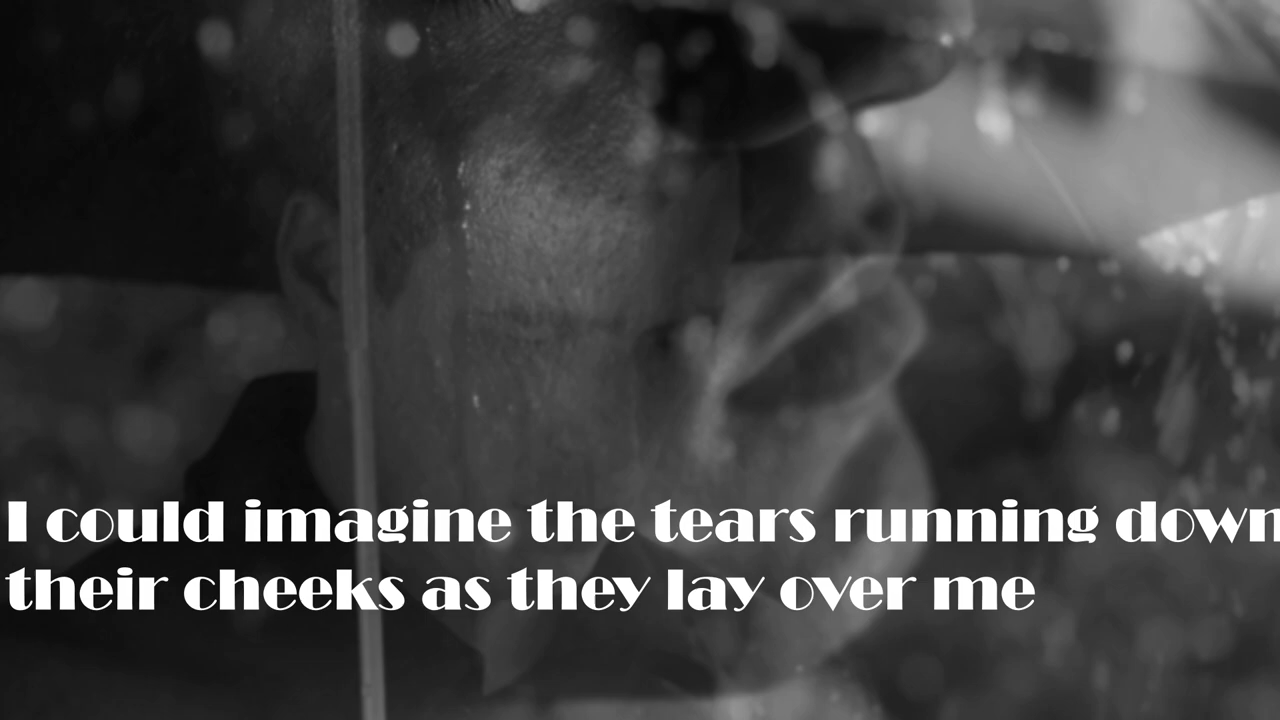 I could imagine the tears running down
their cheeks as they lay over me